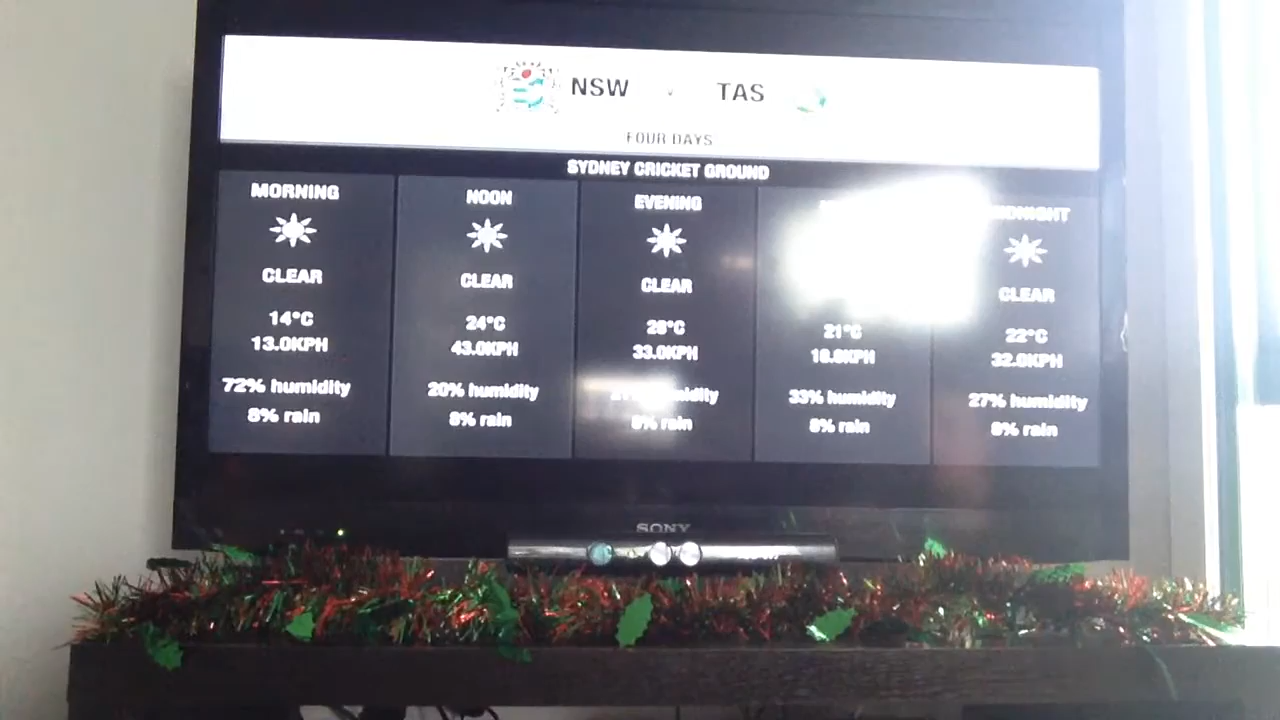 NSW v TAS
FOUR DAYS
SYDNEY CRICKET GROUND
MORNING
CLEAR
14°C
13.0KPH
72% humidity
8% rain
NOON
CLEAR
24°C
43.0KPH
20% humidity
8% rain
EVENING
CLEAR
33.0KPH
8% rain
21°C
33% humidity
8% rain
CLEAR
22°C
32.0KPH
27% humidity
8% rain
SONY